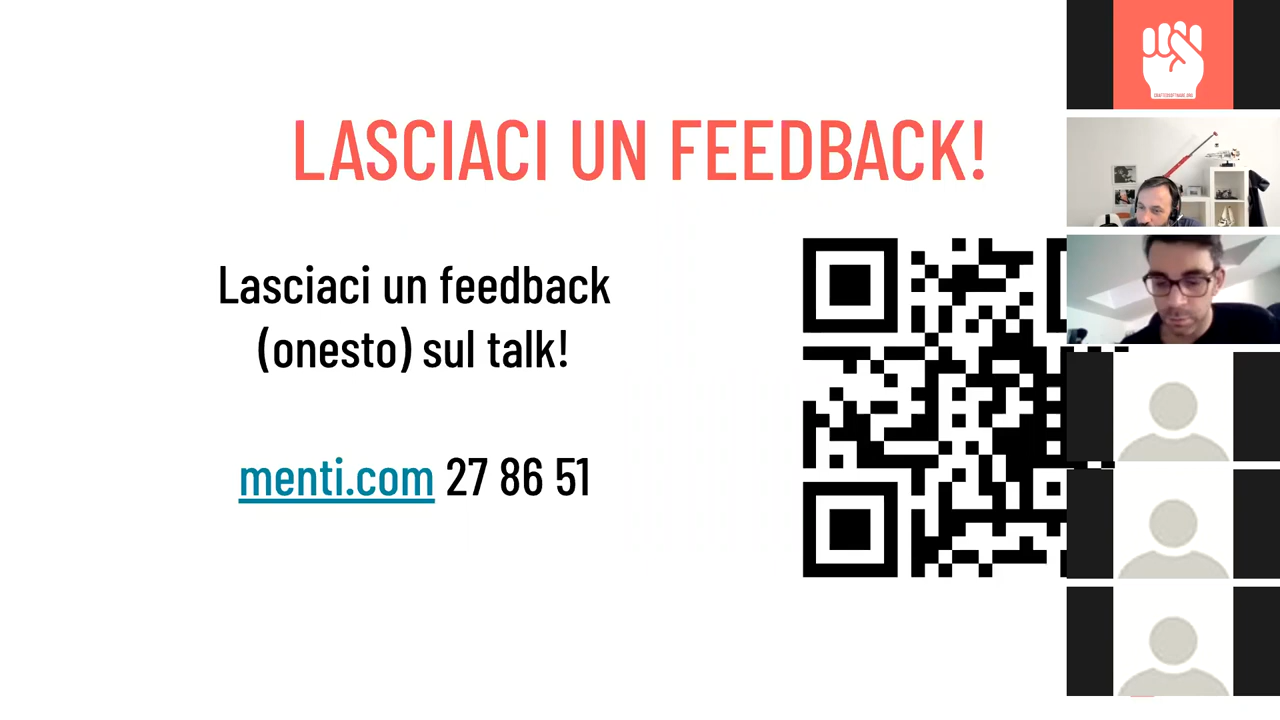 LASCIACI UN FEEDBACK!
Lasciaci un feedback
(onesto) sul talk!
menti.com 27 86 51